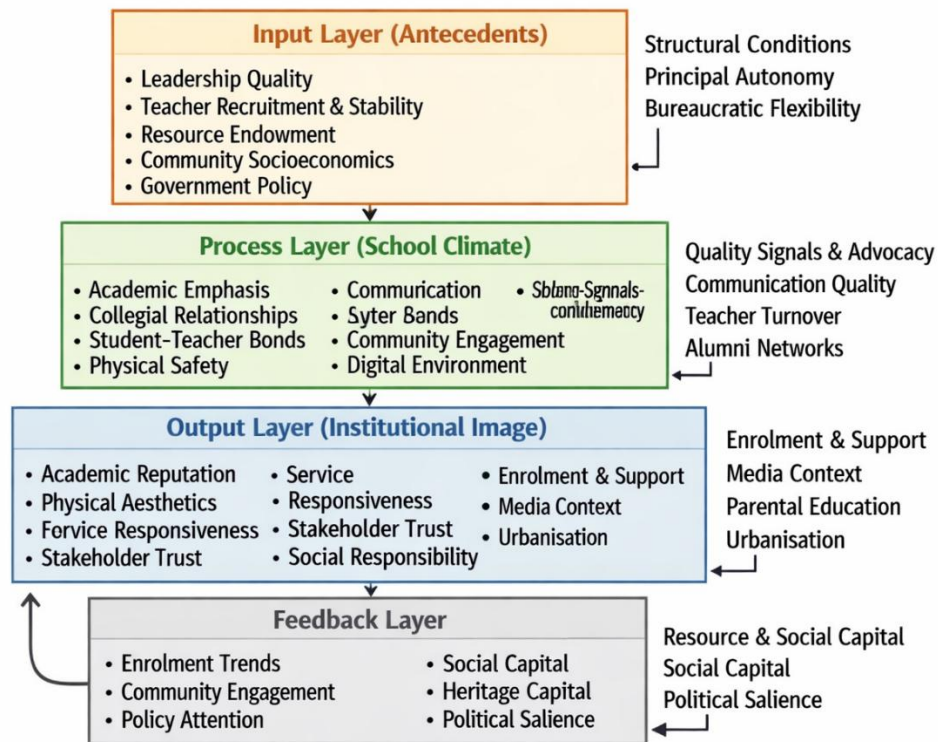 Input Layer (Antecedents)
• Leadership Quality
• Teacher Recruitment & Stability
• Resource Endowment
• Community Socioeconomics
• Government Policy
Structural Conditions
Principal Autonomy
Bureaucratic Flexibility
Process Layer (School Climate)
• Academic Emphasis
• Collegial Relationships
• Student-Teacher Bonds
• Physical Safety
• Commurication
• Syter Bands
• Community Engagement
• Digital Environment
Quality Signals & Advocacy
Communication Quality
Teacher Turnover
Alumni Networks
Output Layer (Institutional Image)
• Academic Reputation
• Physical Aesthetics
• Forvice Responsiveness
• Stakeholder Trust
• Service
• Responsiveness
• Stakeholder Trust
• Social Responsibility
• Enrolment & Support
• Media Context
• Urbanisation
Enrolment & Support
Media Context
Parental Education
Urbanisation
Feedback Layer
• Enrolment Trends
• Community Engagement
• Policy Attention
• Social Capital
• Heritage Capital
• Political Salience
Resource & Social Capital
Social Capital
Political Salience